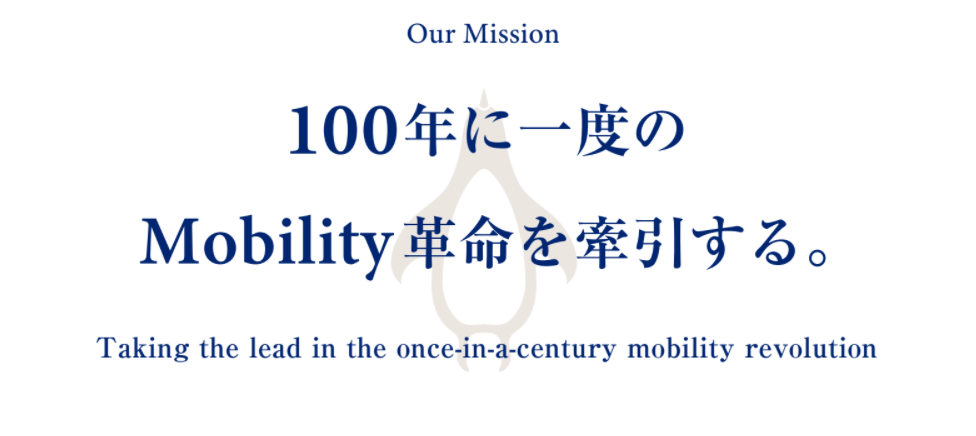 Our Mission
100年に一度の
Mobility革命を牽引する。
Taking the lead in the once-in-a-century mobility revolution